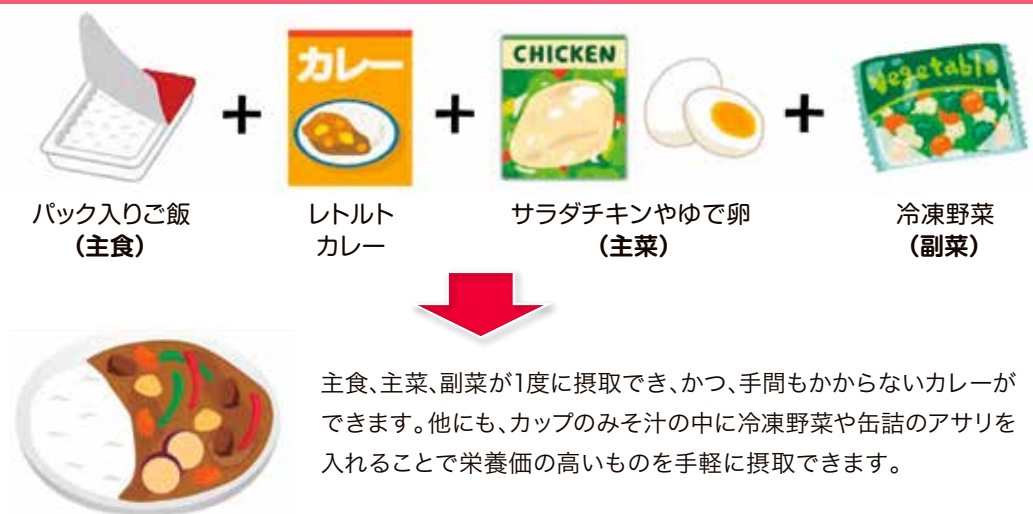 カレー
CHICKEN
vegetable
+
+
+
パック入りご飯
(主食)
レトルト
カレー
サラダチキンやゆで卵
(主菜)
冷凍野菜
(副菜)
主食、主菜、副菜が1度に摂取でき、かつ、手間もかからないカレーが
できます。他にも、カップのみそ汁の中に冷凍野菜や缶詰のアサリを
入れることで栄養価の高いものを手軽に摂取できます。